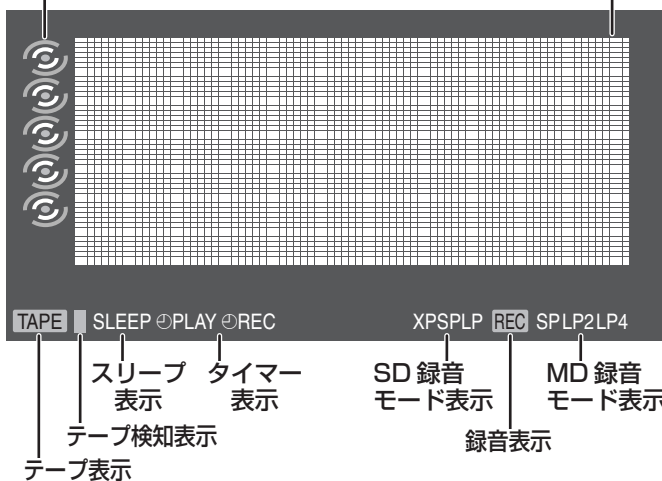 TAPE SLEEP ⏲PLAY ⏲REC XPSPLP REC SPLP2LP4
スリープ
表示
タイマー
表示
SD 録音
モード表示
MD 録音
モード表示
テープ検知表示
録音表示
テープ表示